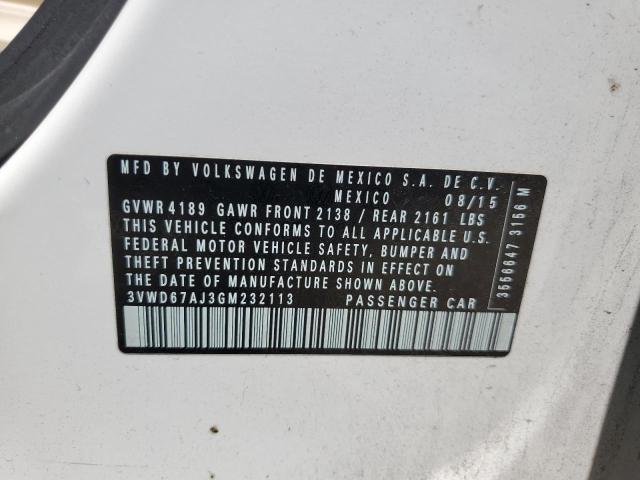 MFD BY VOLKSWAGEN DE MEXICO S.A. DE C.V.
MEXICO 08/15
GVWR 4189 GAWR FRONT 2138 / REAR 2161 LBS
THIS VEHICLE CONFORMS TO ALL APPLICABLE U.S.
FEDERAL MOTOR VEHICLE SAFETY, BUMPER AND
THEFT PREVENTION STANDARDS IN EFFECT ON
THE DATE OF MANUFACTURE SHOWN ABOVE.
3VWD67AJ3GM232113 PASSENGER CAR
3556647 3156 M